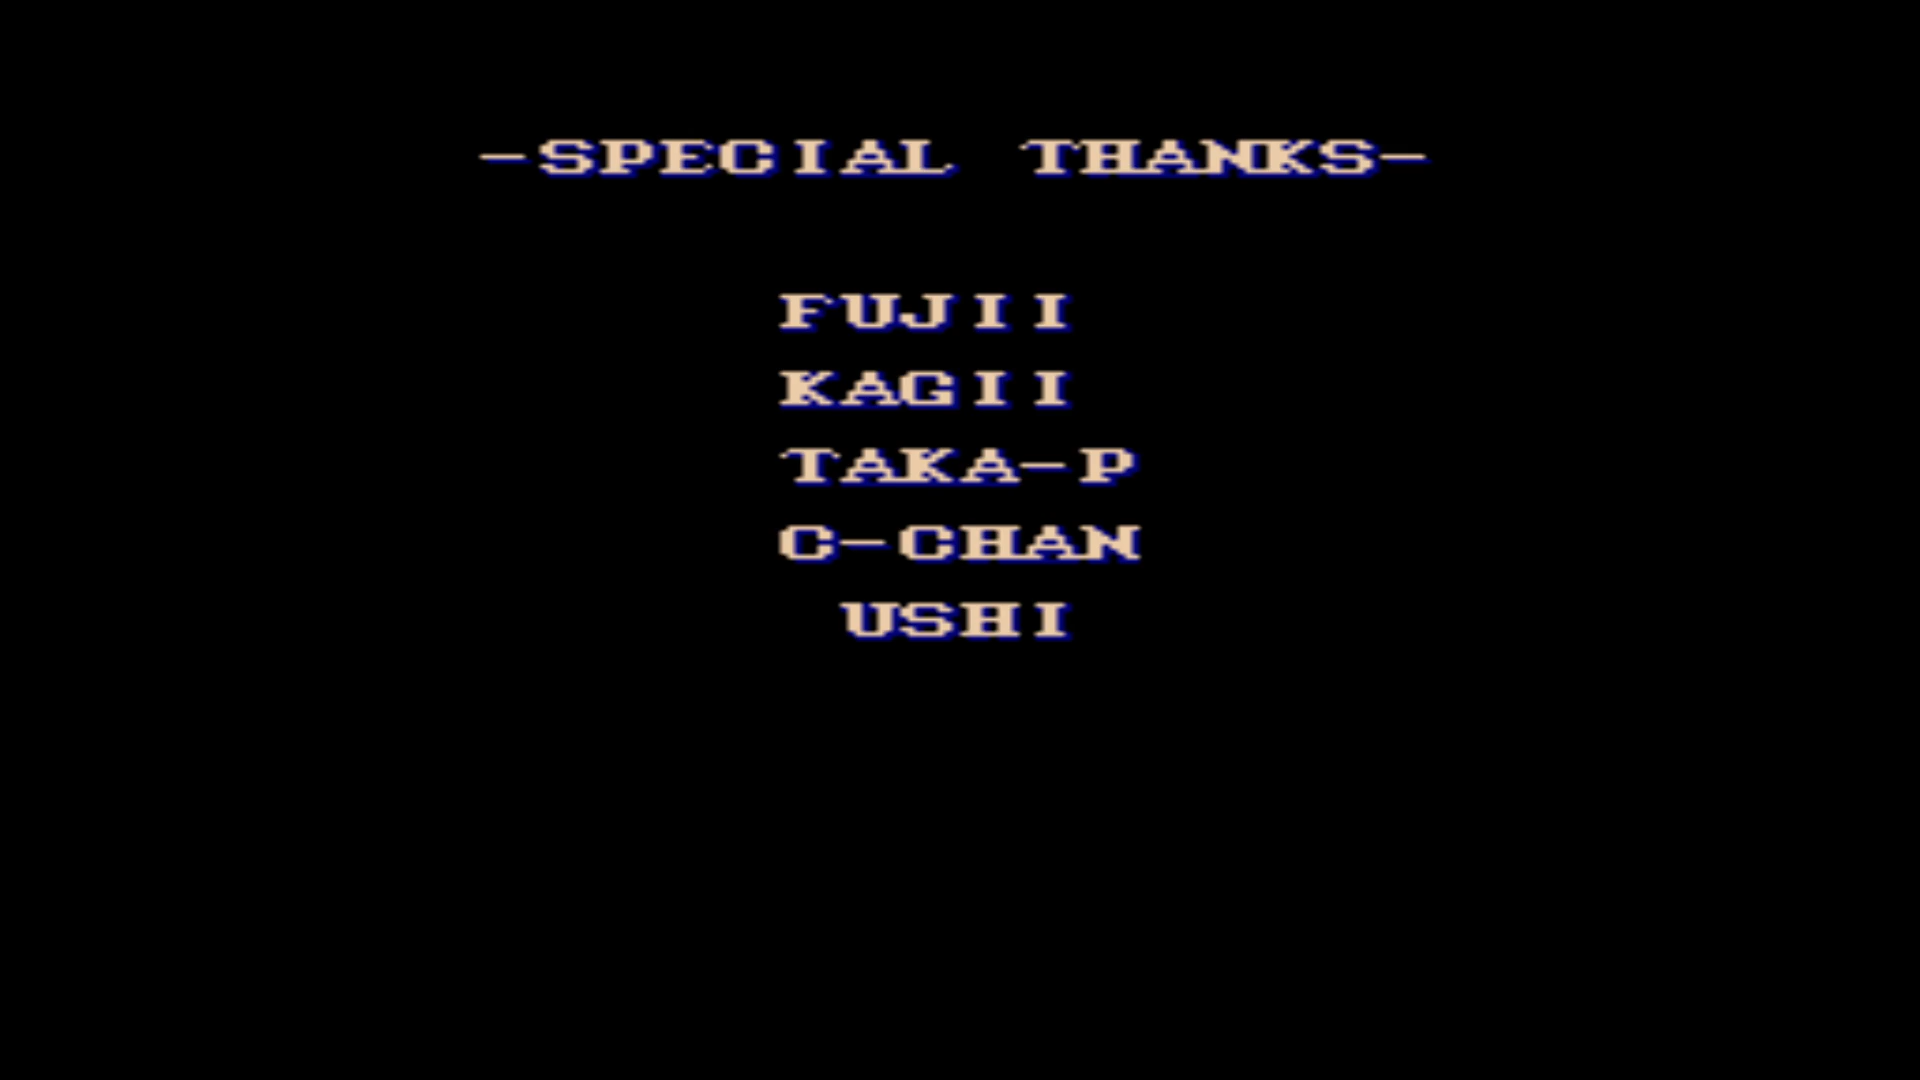 -SPECIAL THANKS-
FUJII
KAGII
TAKA-P
C-CHAN
USHI